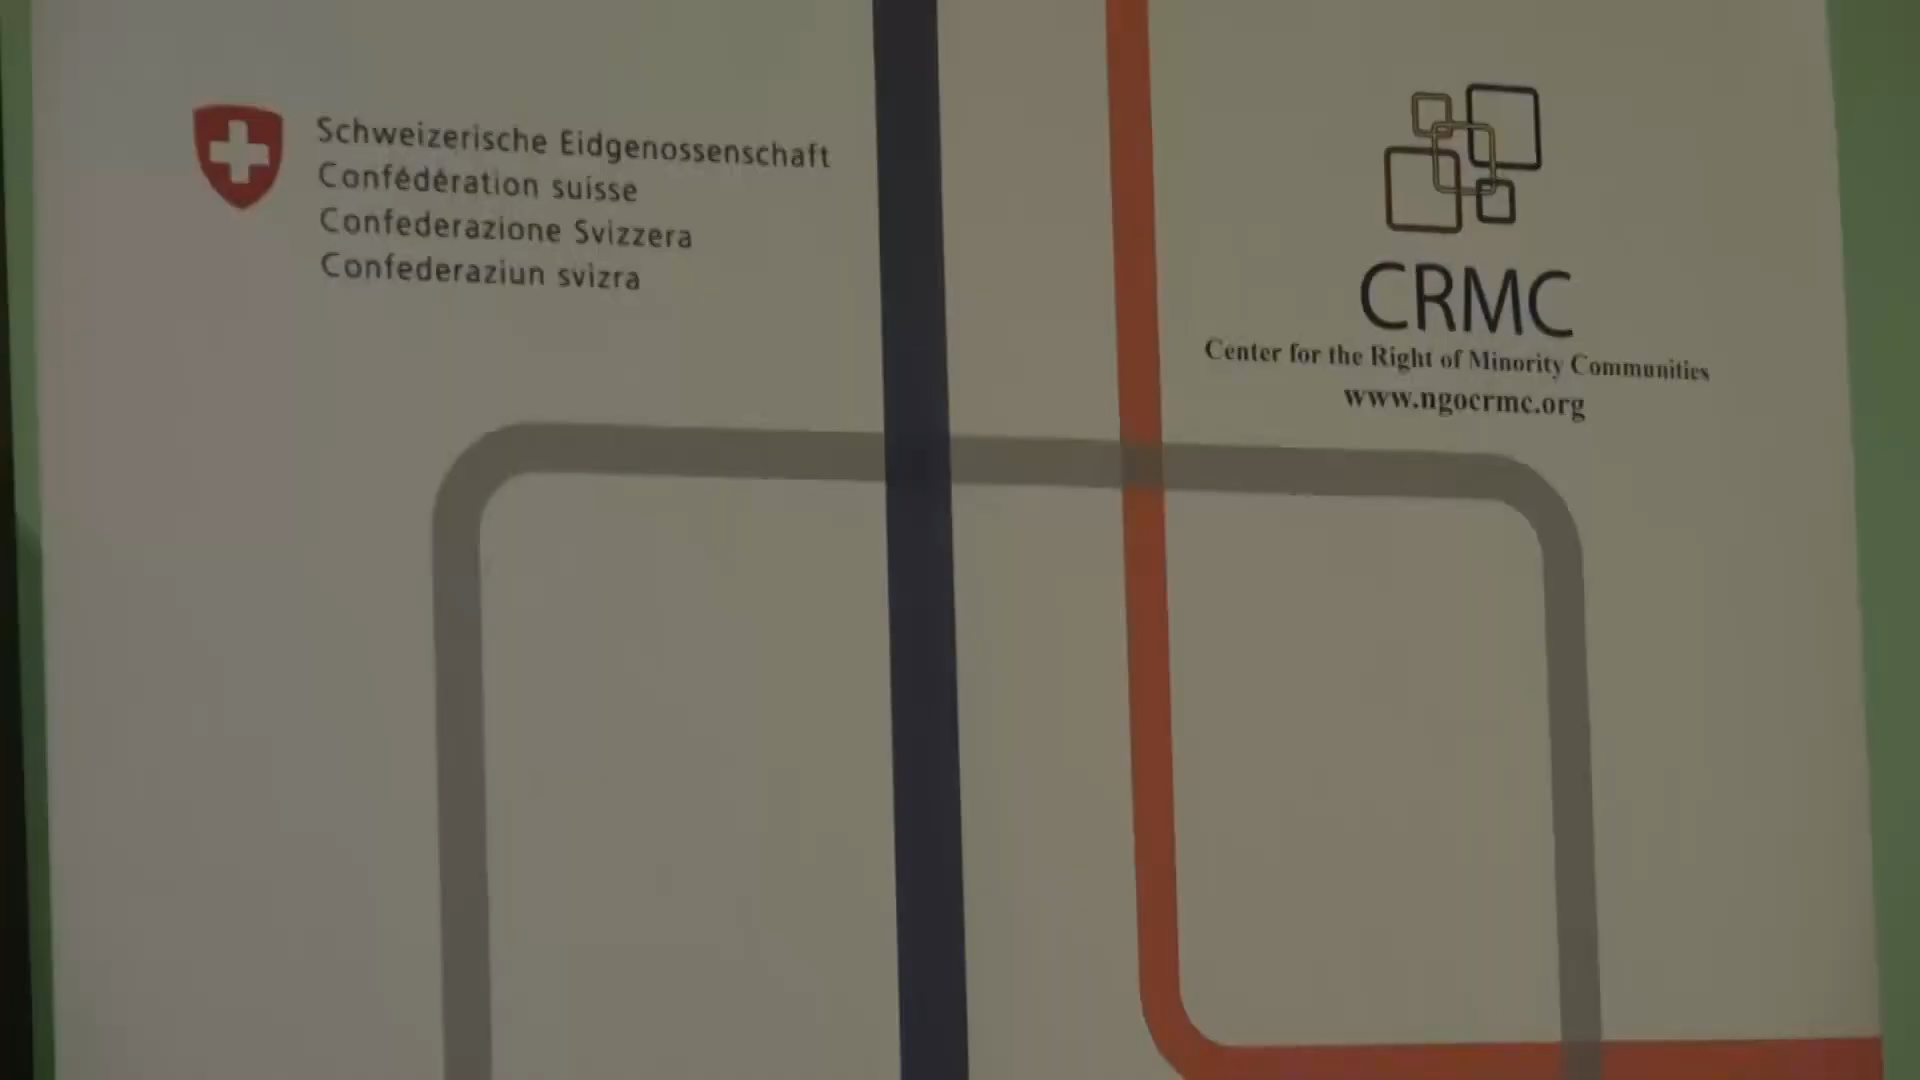 Schweizerische Eidgenossenschaft
Confédération suisse
Confederazione Svizzera
Confederaziun svizra
CRMC
Center for the Right of Minority Communities
www.ngocrmc.org